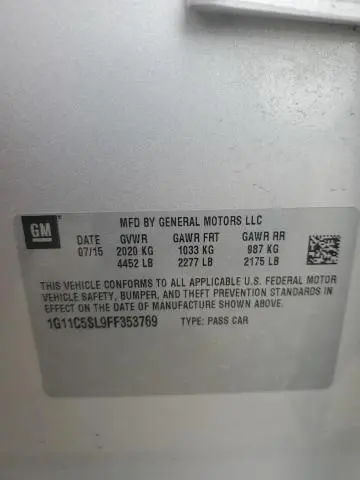 GM
MFD BY GENERAL MOTORS LLC
DATE GVWR GAWR FRT GAWR RR
07/15 2020 KG 1033 KG 987 KG
4452 LB 2277 LB 2175 LB
THIS VEHICLE CONFORMS TO ALL APPLICABLE U.S. FEDERAL MOTOR
VEHICLE SAFETY, BUMPER, AND THEFT PREVENTION STANDARDS IN
EFFECT ON THE DATE OF MANUFACTURE SHOWN ABOVE.
1G11C5SL9FF353769 TYPE: PASS CAR